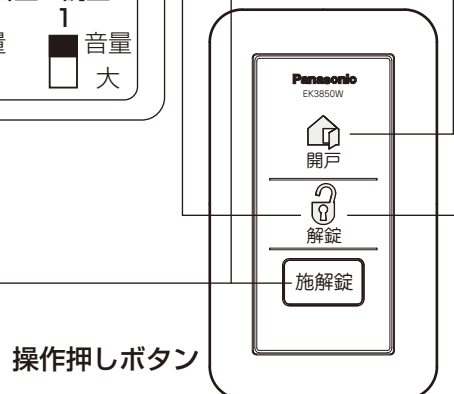 1
音量
大
Panasonic
EK3850W
開戸
解錠
施解錠
操作押しボタン